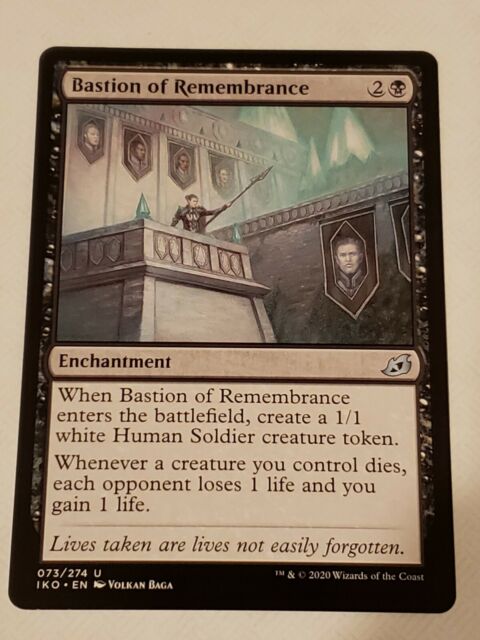 Bastion of Remembrance 2
Enchantment
When Bastion of Remembrance
enters the battlefield, create a 1/1
white Human Soldier creature token.
Whenever a creature you control dies,
each opponent loses 1 life and you
gain 1 life.
Lives taken are lives not easily forgotten.
073/274 U
IKO • EN VOLKAN BAGA
™ & © 2020 Wizards of the Coast